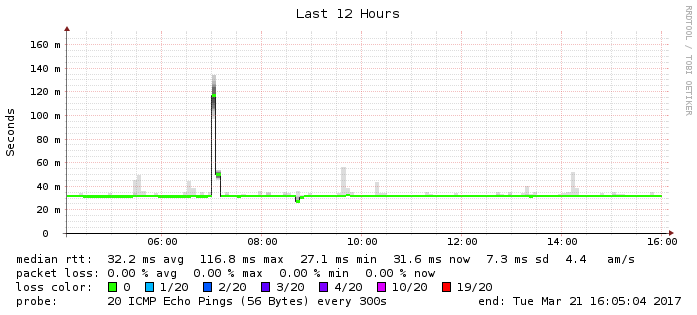 Last 12 Hours
RRDTOOL / TOBI OETIKER
Seconds
160 m
140 m
120 m
100 m
80 m
60 m
40 m
20 m
0
06:00 08:00 10:00 12:00 14:00 16:00
median rtt: 32.2 ms avg 116.8 ms max 27.1 ms min 31.6 ms now 7.3 ms sd 4.4 am/s
packet loss: 0.00 % avg 0.00 % max 0.00 % min 0.00 % now
loss color: 0 1/20 2/20 3/20 4/20 10/20 19/20
probe: 20 ICMP Echo Pings (56 Bytes) every 300s end: Tue Mar 21 16:05:04 2017